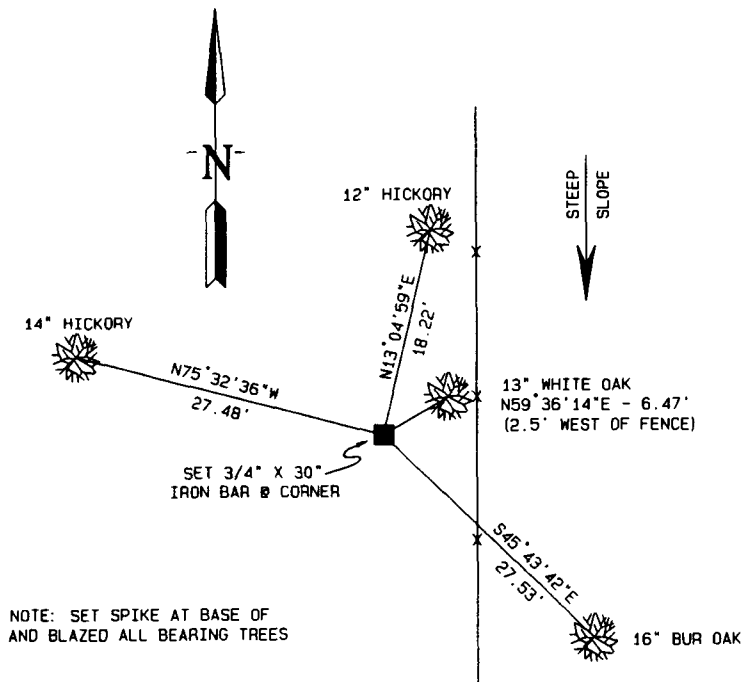 N
12" HICKORY
STEEP
SLOPE
14" HICKORY
N13°04'59"E
18.22'
N75°32'36"W
27.48'
13" WHITE OAK
N59°36'14"E - 6.47'
(2.5' WEST OF FENCE)
SET 3/4" X 30"
IRON BAR @ CORNER
S45°43'42"E
27.53'
NOTE: SET SPIKE AT BASE OF
AND BLAZED ALL BEARING TREES
16" BUR OAK